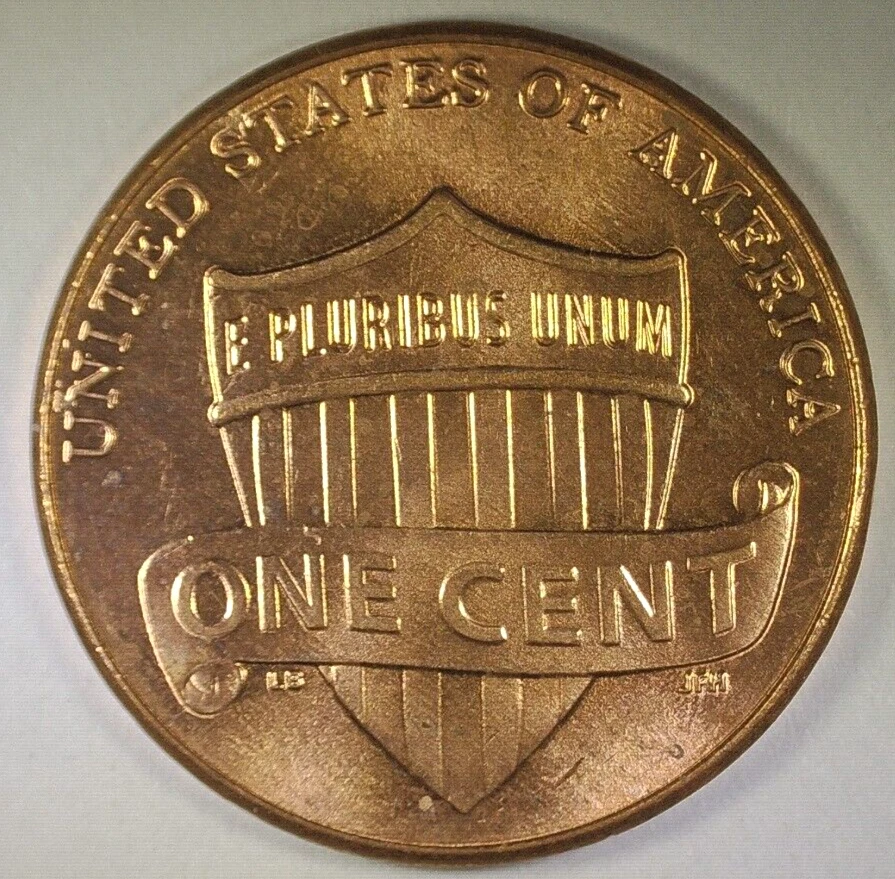 UNITED STATES OF AMERICA
E PLURIBUS UNUM
ONE CENT
LB
JFM